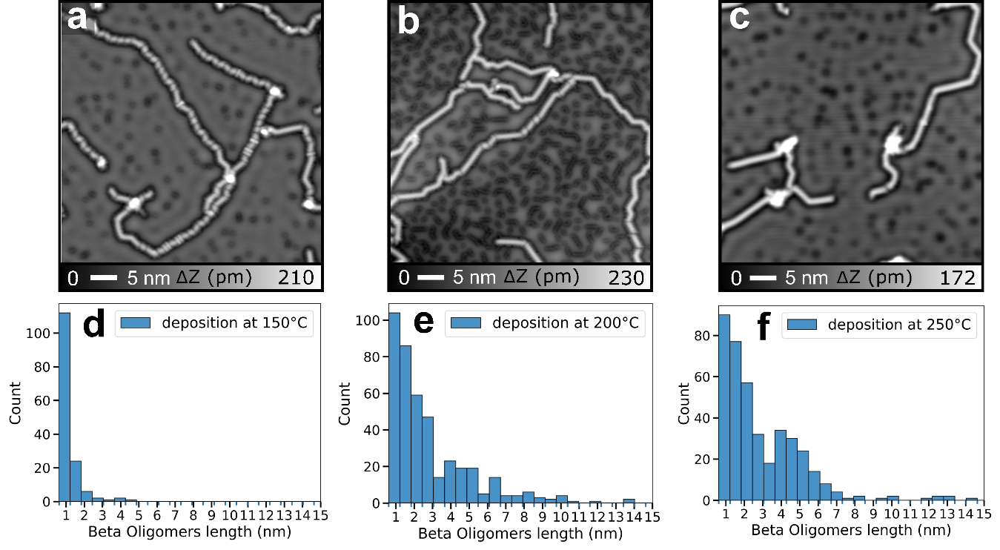 a
b
c
0 5 nm ΔZ (pm) 210
0 5 nm ΔZ (pm) 230
0 5 nm ΔZ (pm) 172
d
deposition at 150°C
Count
100
80
60
40
20
0
1 2 3 4 5 6 7 8 9 10 11 12 13 14 15
Beta Oligomers length (nm)
e
deposition at 200°C
Count
100
80
60
40
20
0
1 2 3 4 5 6 7 8 9 10 11 12 13 14 15
Beta Oligomers length (nm)
f
deposition at 250°C
Count
80
60
40
20
0
1 2 3 4 5 6 7 8 9 10 11 12 13 14 15
Beta Oligomers length (nm)